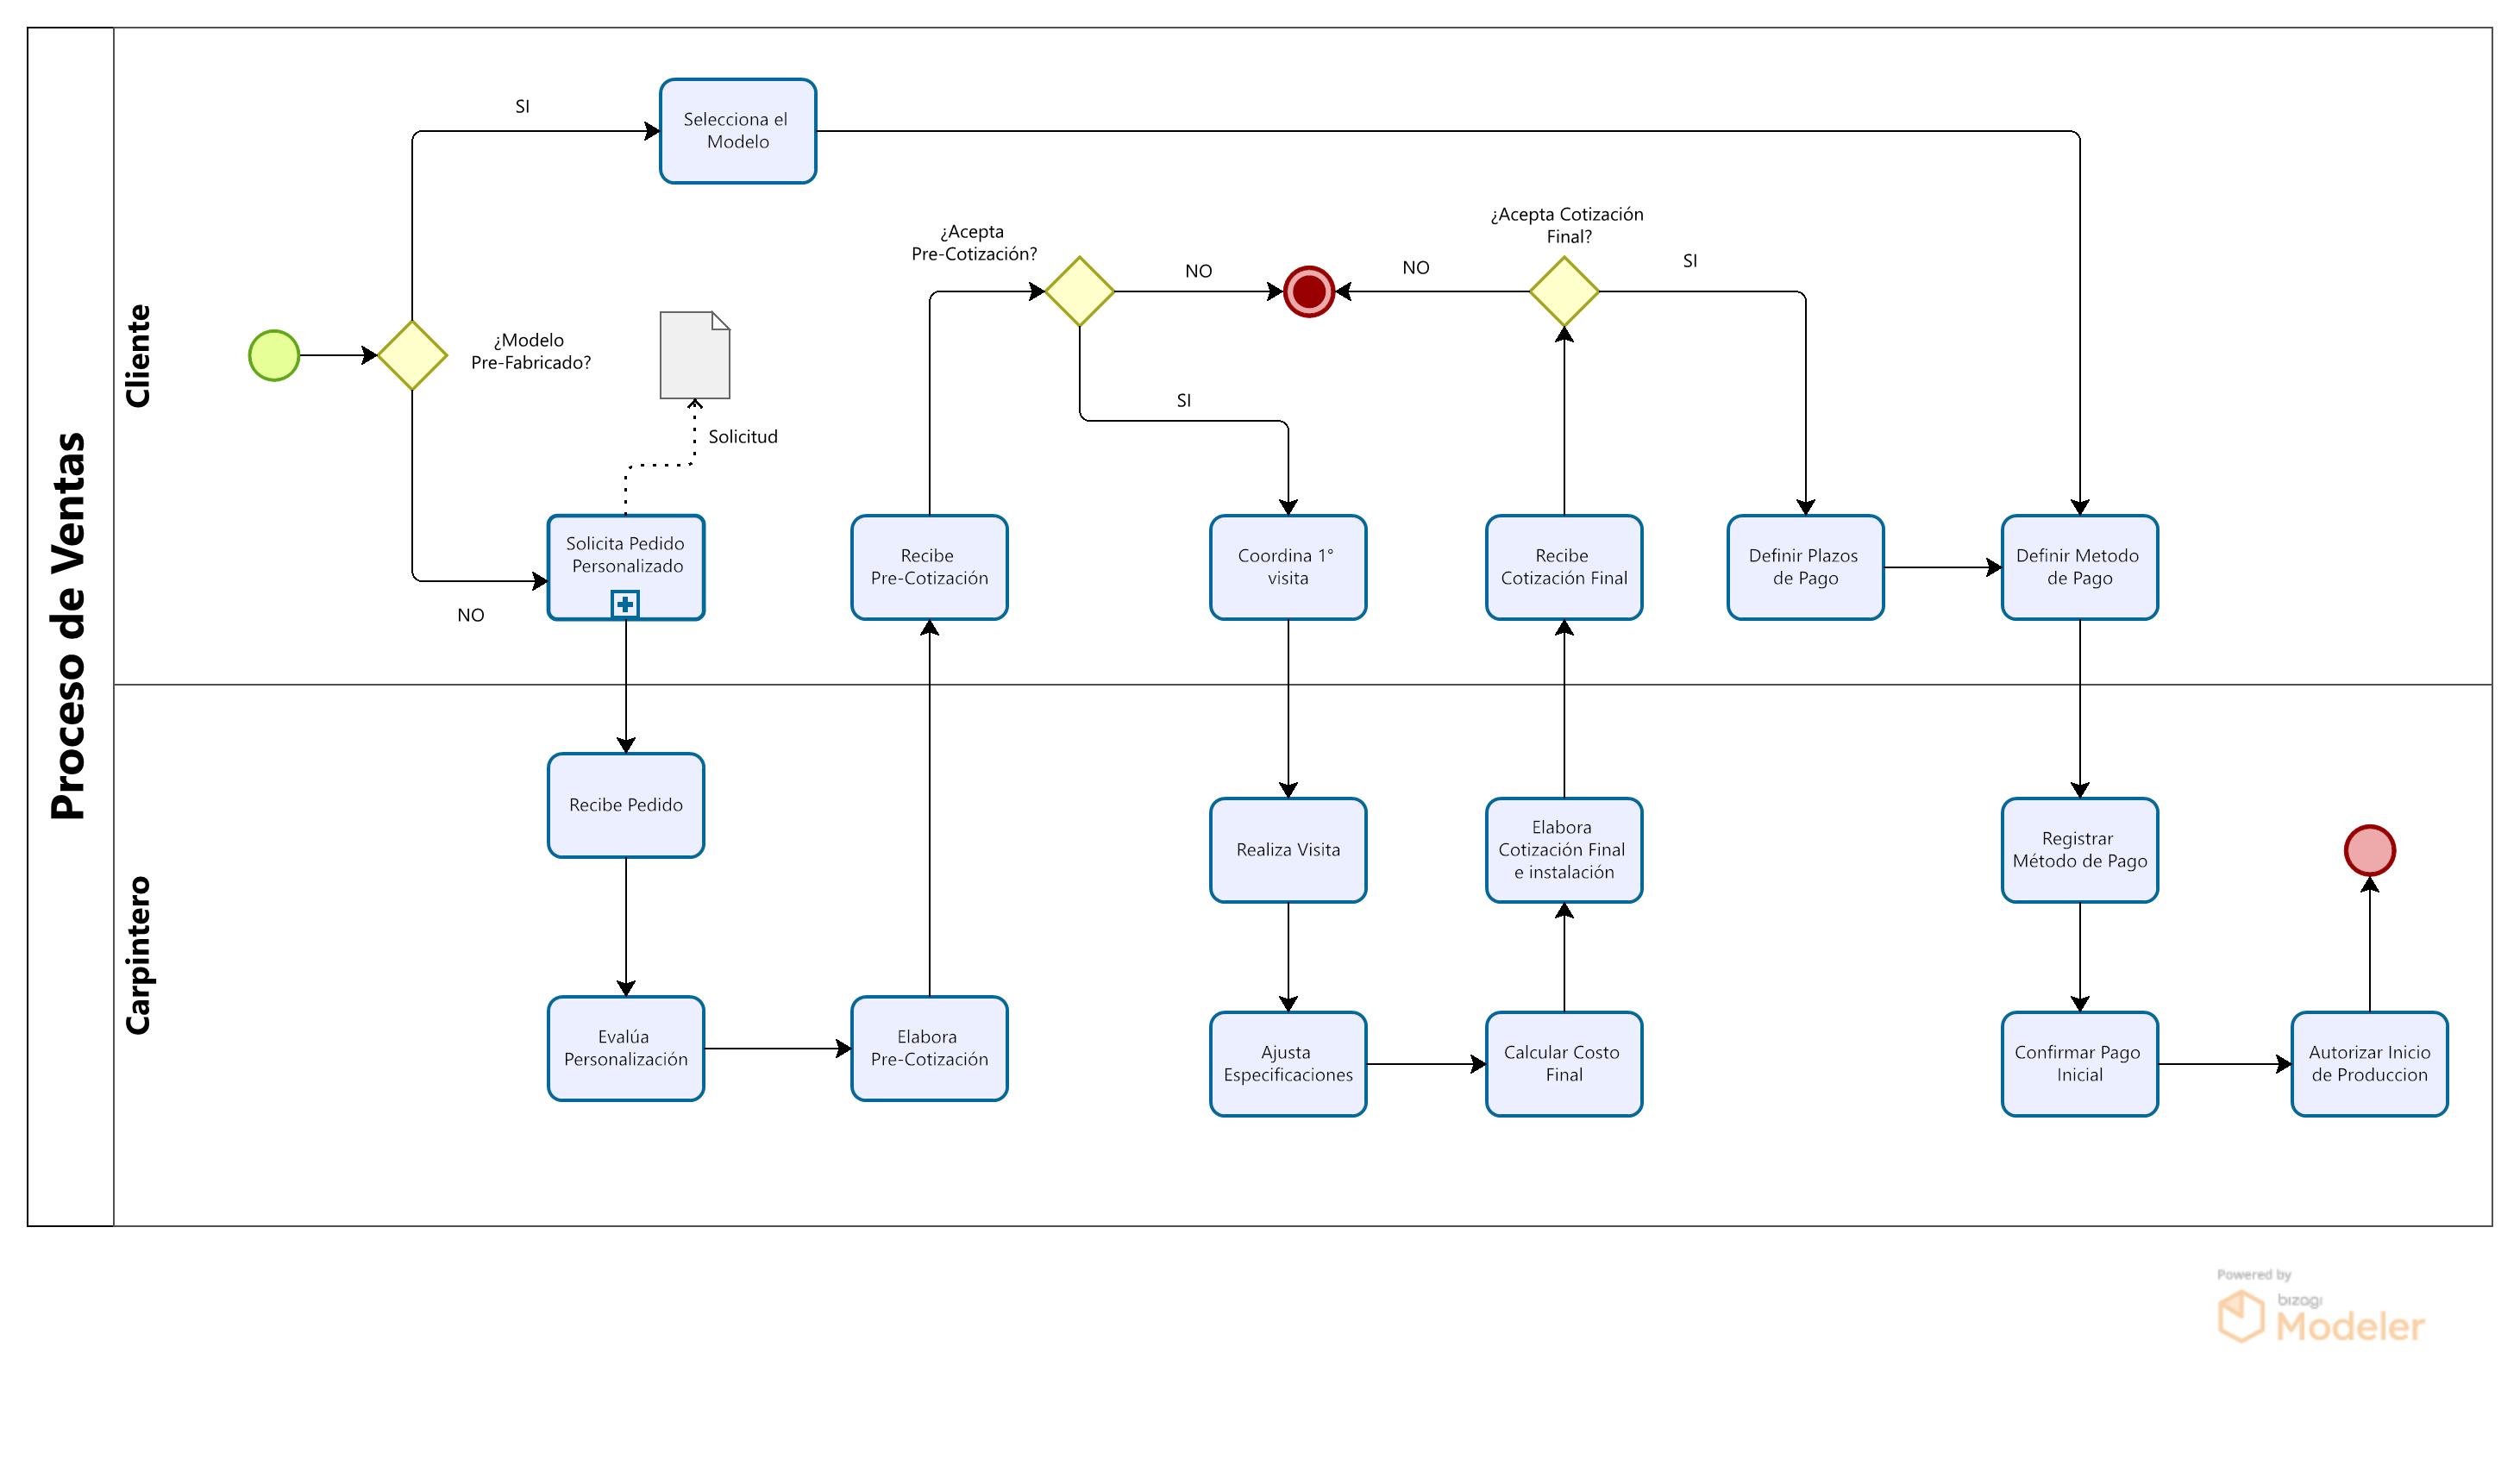 Proceso de Ventas
Cliente
Carpintero
SI
Selecciona el
Modelo
¿Modelo
Pre-Fabricado?
NO
Solicitud
Solicita Pedido
Personalizado
¿Acepta
Pre-Cotización?
NO
SI
Recibe
Pre-Cotización
Coordina 1°
visita
¿Acepta Cotización
Final?
NO
SI
Recibe
Cotización Final
Definir Plazos
de Pago
Definir Metodo
de Pago
Recibe Pedido
Evalúa
Personalización
Elabora
Pre-Cotización
Realiza Visita
Ajusta
Especificaciones
Calcular Costo
Final
Elabora
Cotización Final
e instalación
Registrar
Método de Pago
Confirmar Pago
Inicial
Autorizar Inicio
de Produccion
Powered by
bizagi
Modeler